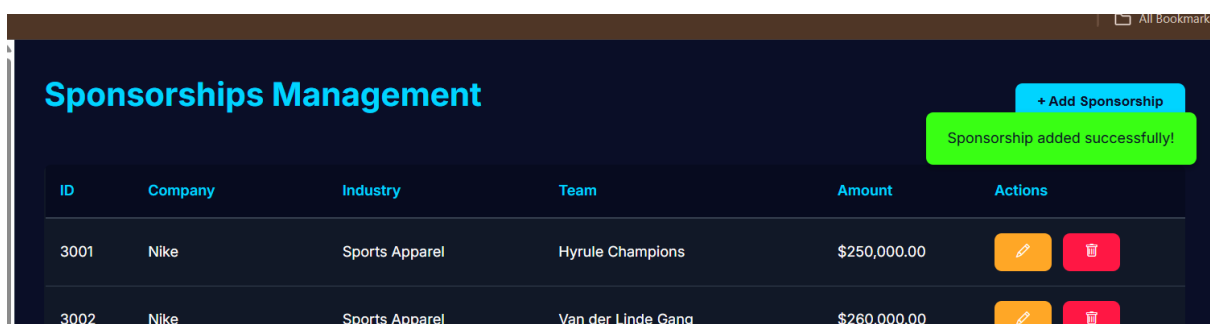 All Bookmark
Sponsorships Management
+ Add Sponsorship
Sponsorship added successfully!
ID Company Industry Team Amount Actions
3001 Nike Sports Apparel Hyrule Champions $250,000.00
3002 Nike Sports Apparel Van der Linde Gang $260,000.00